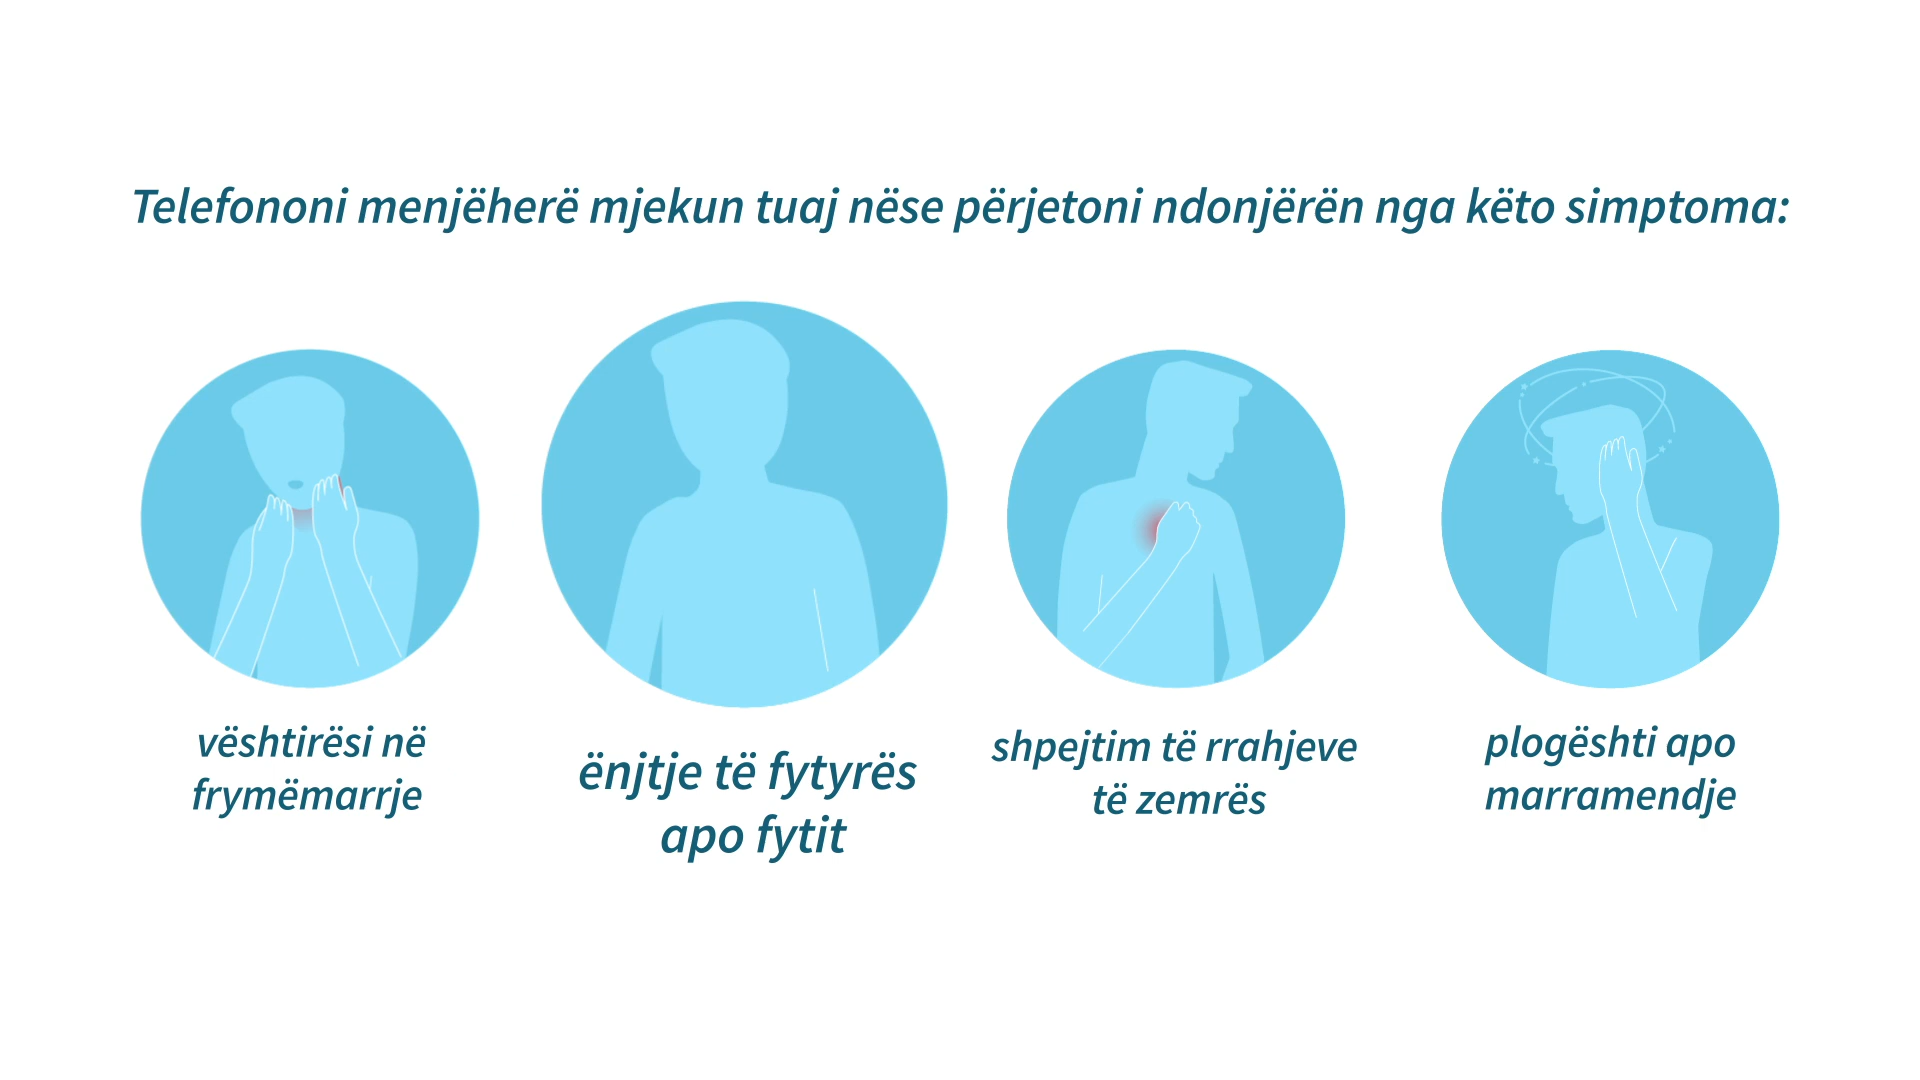 Telefononi menjëherë mjekun tuaj nëse përjetoni ndonjërën nga këto simptoma:
vështirësi në
frymëmarrje
ënjtje të fytyrës
apo fytit
shpejtim të rrahjeve
të zemrës
plogështi apo
marramendje